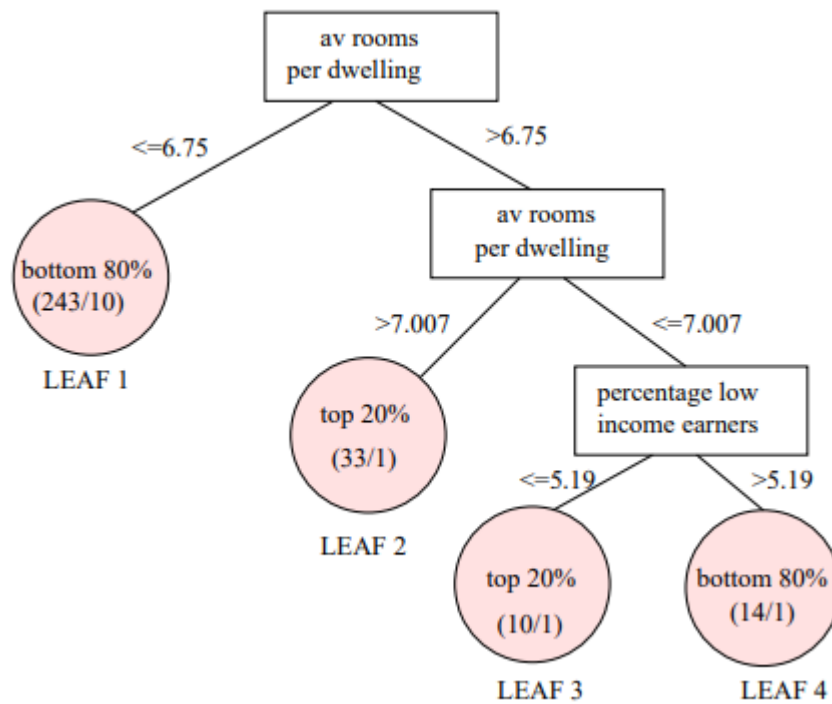 av rooms
per dwelling
<=6.75
>6.75
bottom 80%
(243/10)
LEAF 1
av rooms
per dwelling
>7.007
<=7.007
top 20%
(33/1)
LEAF 2
percentage low
income earners
<=5.19
>5.19
top 20%
(10/1)
LEAF 3
bottom 80%
(14/1)
LEAF 4